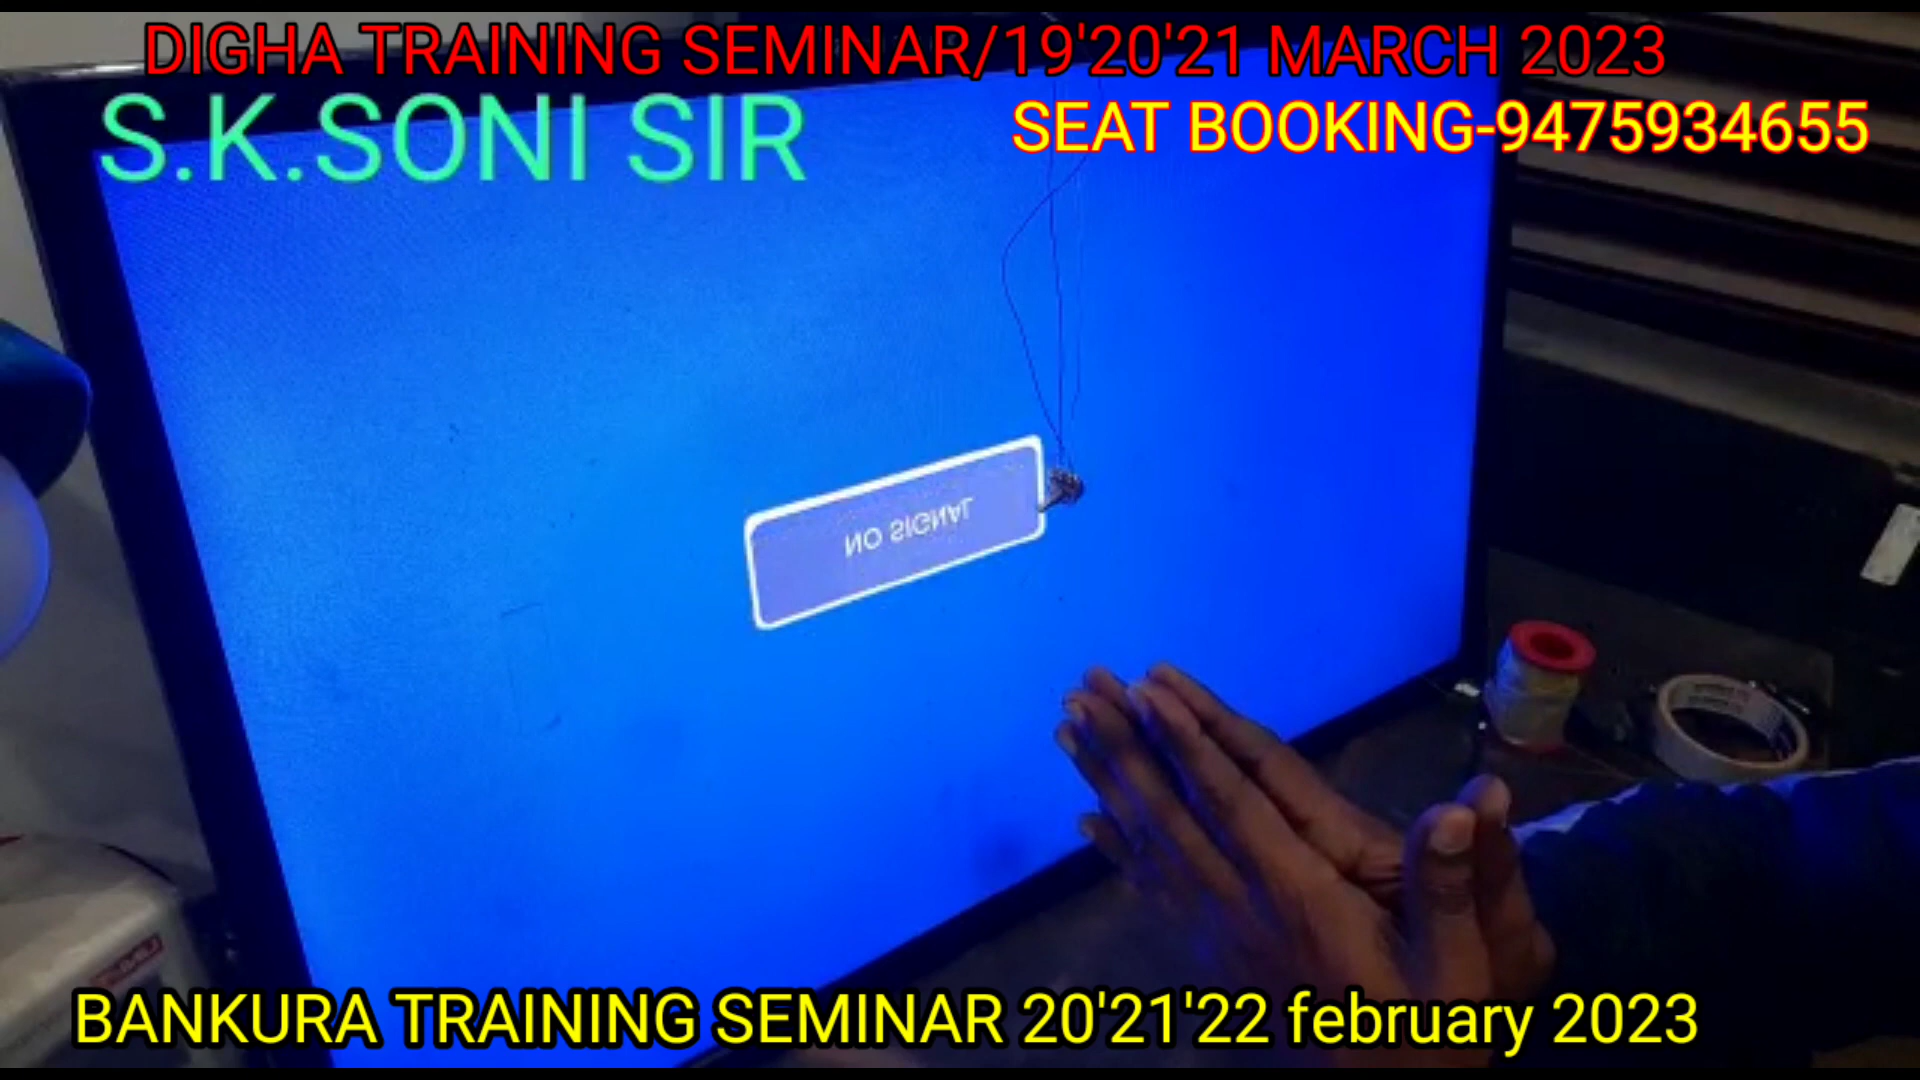 DIGHA TRAINING SEMINAR/19'20'21 MARCH 2023
S.K.SONI SIR
SEAT BOOKING-9475934655
NO SIGNAL
BANKURA TRAINING SEMINAR 20'21'22 february 2023